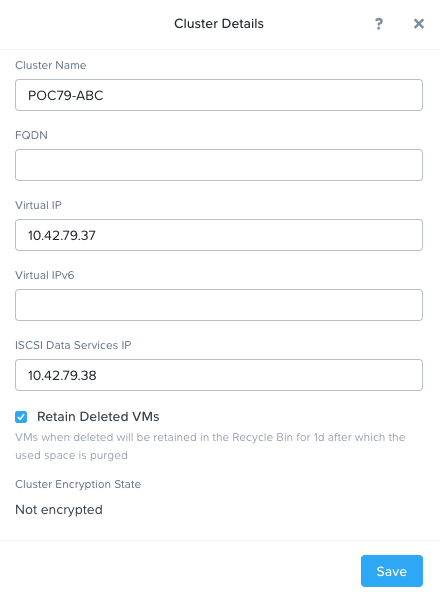 Cluster Details
?
Cluster Name
POC79-ABC
FQDN
Virtual IP
10.42.79.37
Virtual IPv6
ISCSI Data Services IP
10.42.79.38
Retain Deleted VMs
VMs when deleted will be retained in the Recycle Bin for 1d after which the
used space is purged
Cluster Encryption State
Not encrypted
Save